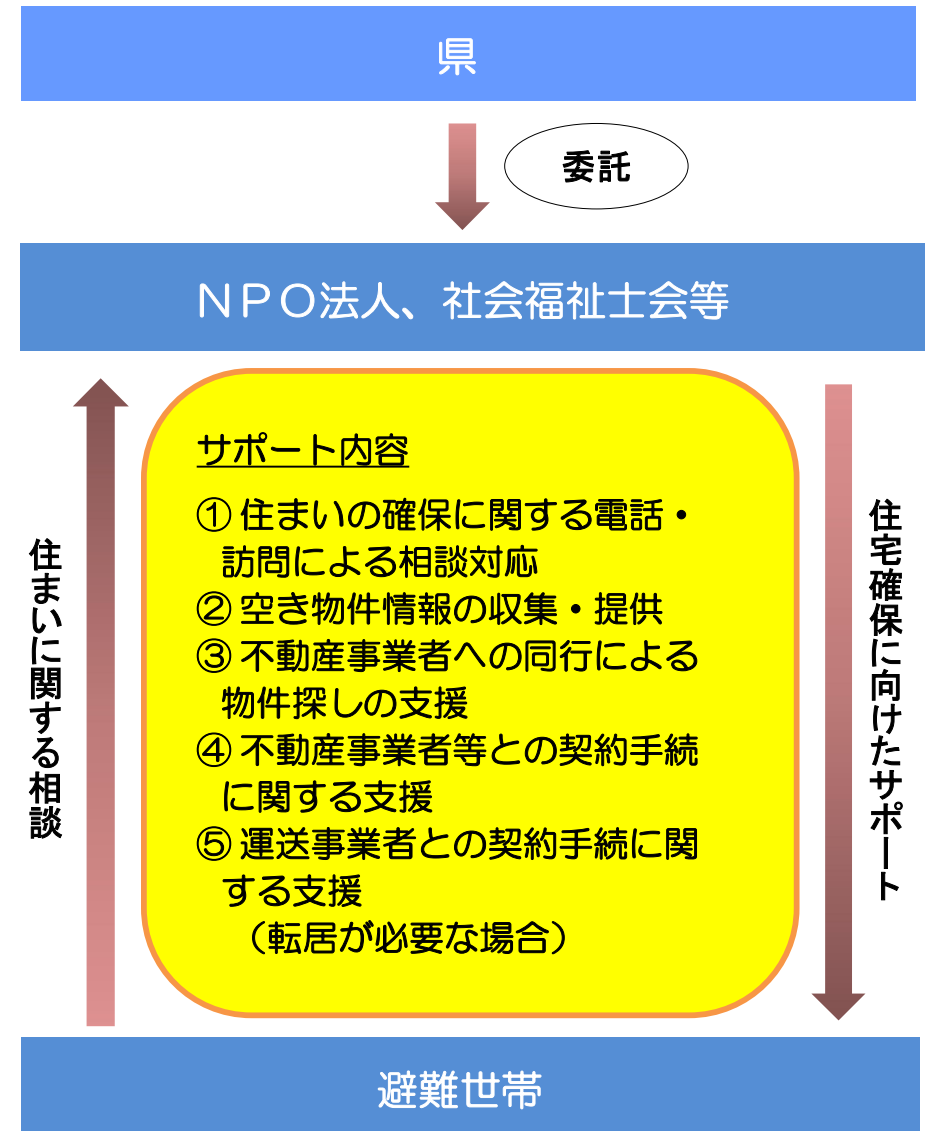 県
委託
ＮＰＯ法人、社会福祉士会等
住まいに関する相談
サポート内容
① 住まいの確保に関する電話・
訪問による相談対応
② 空き物件情報の収集・提供
③ 不動産事業者への同行による
物件探しの支援
④ 不動産事業者等との契約手続
に関する支援
⑤ 運送事業者との契約手続に関
する支援
（転居が必要な場合）
住宅確保に向けたサポート
避難世帯